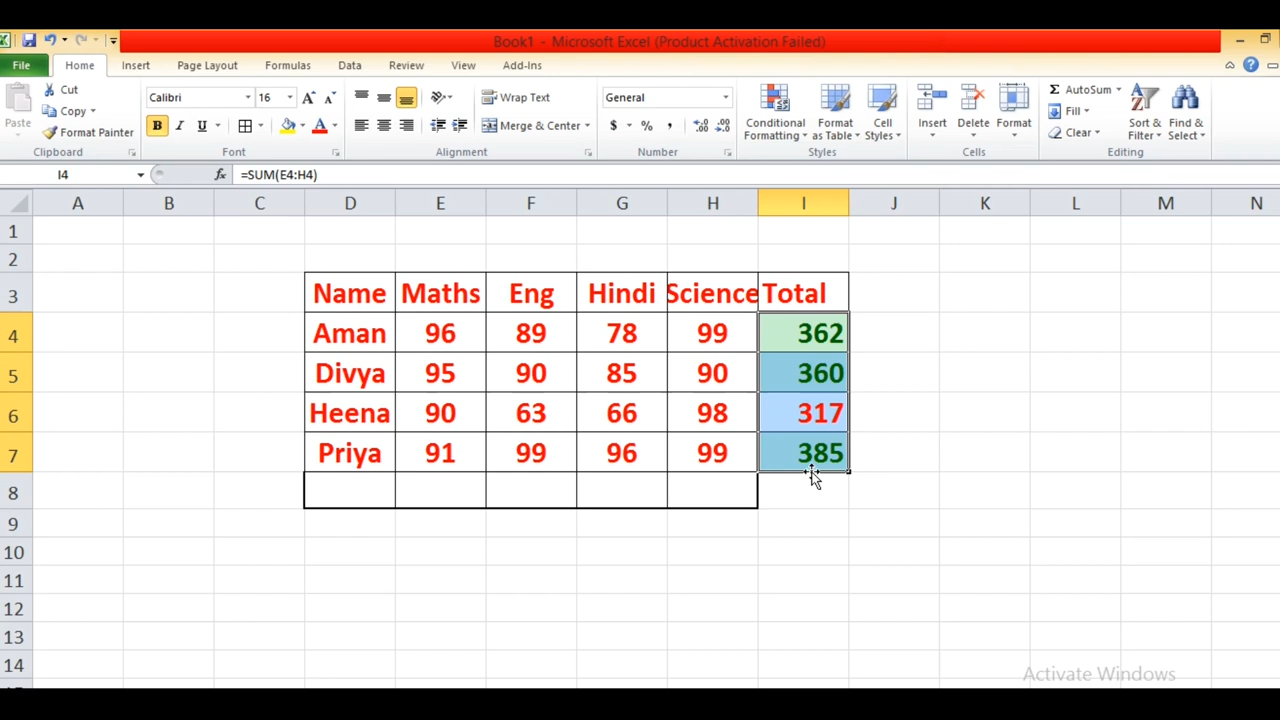 Book1 - Microsoft Excel (Product Activation Failed)
File Home Insert Page Layout Formulas Data Review View Add-Ins
Paste
Cut
Copy
Format Painter
Clipboard
Calibri 16
B I U
Font
Wrap Text
Merge & Center
Alignment
General
$ % ,
Number
Conditional Formatting
Format as Table
Cell Styles
Styles
Insert
Delete
Format
Cells
AutoSum
Fill
Clear
Sort & Filter
Find & Select
Editing
I4 fx =SUM(E4:H4)
A B C D E F G H I J K L M N
1
2
3 Name Maths Eng Hindi Science Total
4 Aman 96 89 78 99 362
5 Divya 95 90 85 90 360
6 Heena 90 63 66 98 317
7 Priya 91 99 96 99 385
8
9
10
11
12
13
14
Activate Windows